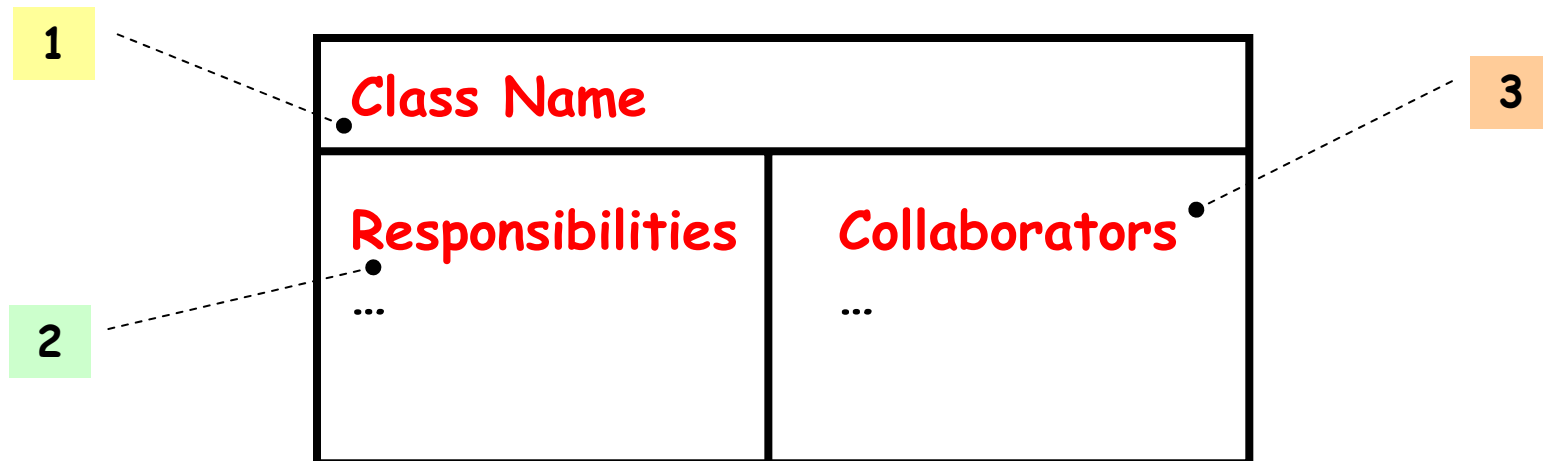 1
Class Name
3
Responsibilities
Collaborators
...
...
2